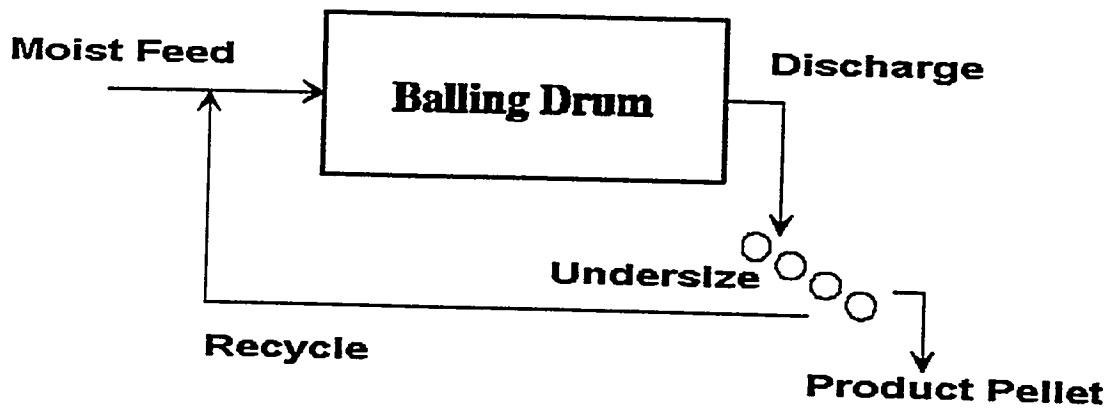 Moist Feed
Balling Drum
Discharge
Undersize
Recycle
Product Pellet